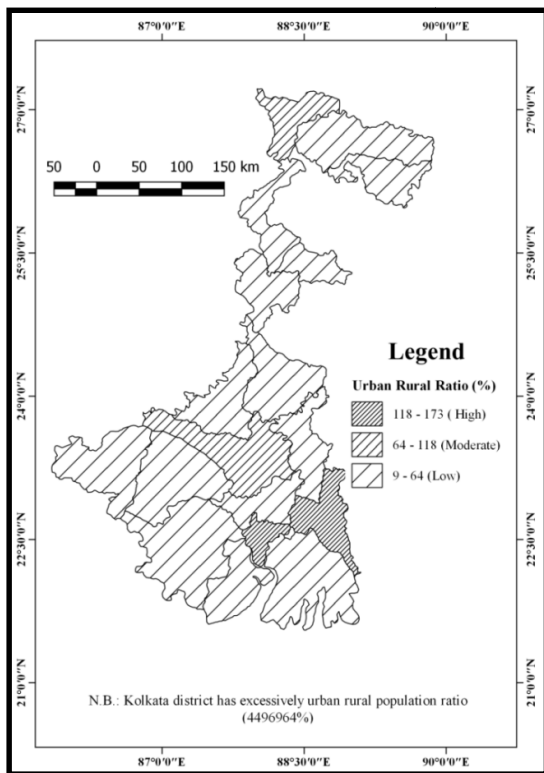 87°0'0"E 88°30'0"E 90°0'0"E
27°0'0"N 27°0'0"N
50 0 50 100 150 km
25°30'0"N 25°30'0"N
Legend
Urban Rural Ratio (%)
118 - 173 ( High)
64 - 118 (Moderate)
9 - 64 (Low)
24°0'0"N 24°0'0"N
22°30'0"N 22°30'0"N
21°0'0"N 21°0'0"N
N.B.: Kolkata district has excessively urban rural population ratio
(4496964%)
87°0'0"E 88°30'0"E 90°0'0"E